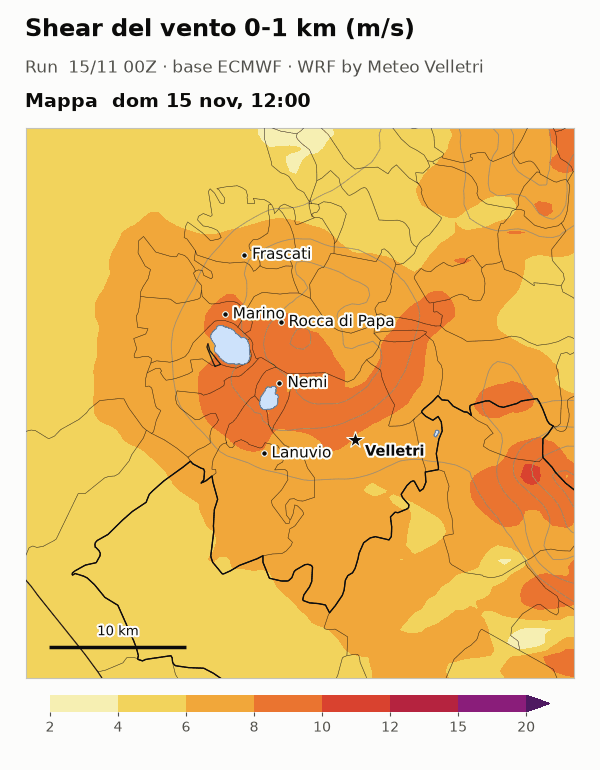 Shear del vento 0-1 km (m/s)
Run  15/11 00Z · base ECMWF · WRF by Meteo Velletri
Mappa  dom 15 nov, 12:00
Frascati
Marino
Rocca di Papa
Nemi
Velletri
Lanuvio
10 km
2 4 6 8 10 12 15 20